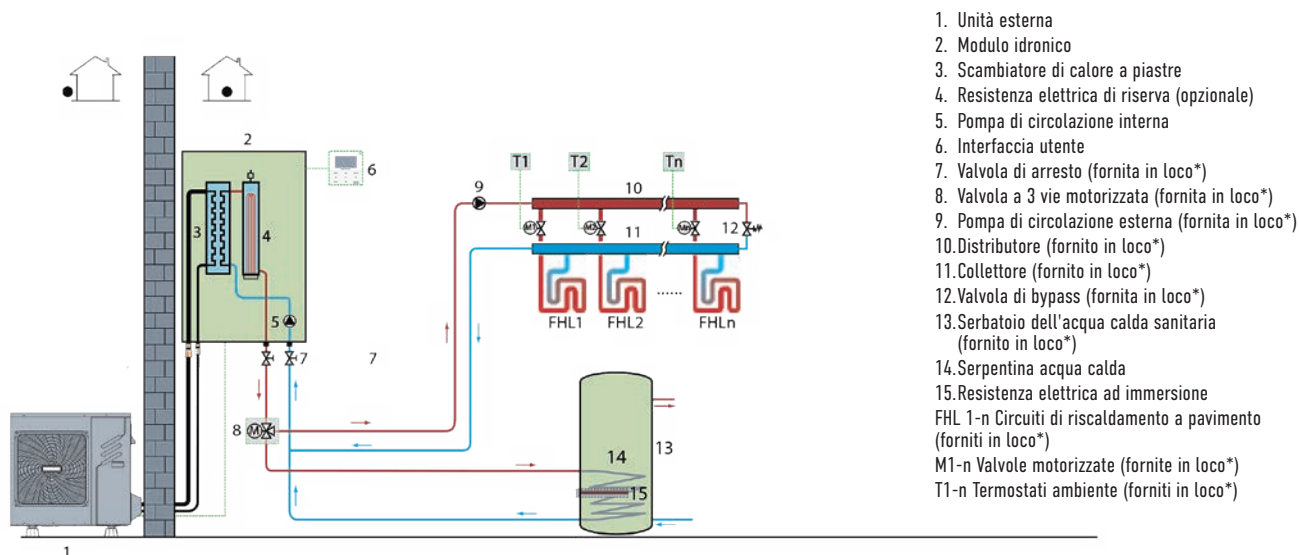 1. Unità esterna
2. Modulo idronico
3. Scambiatore di calore a piastre
4. Resistenza elettrica di riserva (opzionale)
5. Pompa di circolazione interna
6. Interfaccia utente
7. Valvola di arresto (fornita in loco*)
8. Valvola a 3 vie motorizzata (fornita in loco*)
9. Pompa di circolazione esterna (fornita in loco*)
10.Distributore (fornito in loco*)
11.Collettore (fornito in loco*)
12.Valvola di bypass (fornita in loco*)
13.Serbatoio dell'acqua calda sanitaria
(fornito in loco*)
14.Serpentina acqua calda
15.Resistenza elettrica ad immersione
FHL 1-n Circuiti di riscaldamento a pavimento
(forniti in loco*)
M1-n Valvole motorizzate (fornite in loco*)
T1-n Termostati ambiente (forniti in loco*)
2
6
T1 T2 Tn
9
10
3
4
M1 M2 Mn
12
11
5
......
FHL1 FHL2 FHLn
7
7
8
M
13
14
15
1